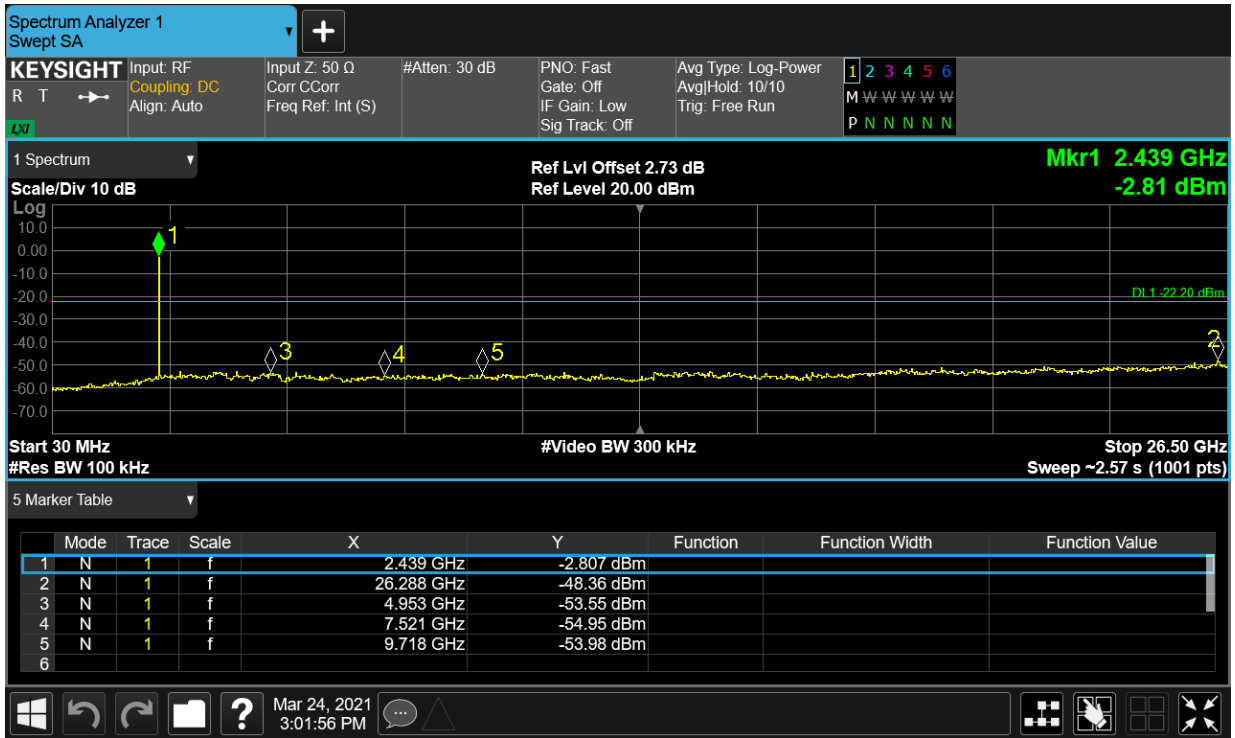 Spectrum Analyzer 1
Swept SA
KEYSIGHT
R T
LXI
Input: RF
Coupling: DC
Align: Auto
Input Z: 50 Ω
Corr CCorr
Freq Ref: Int (S)
#Atten: 30 dB
PNO: Fast
Gate: Off
IF Gain: Low
Sig Track: Off
Avg Type: Log-Power
Avg|Hold: 10/10
Trig: Free Run
1 2 3 4 5 6
M W W W W W
P N N N N N
1 Spectrum
Scale/Div 10 dB
Ref Lvl Offset 2.73 dB
Ref Level 20.00 dBm
Mkr1 2.439 GHz
-2.81 dBm
Log
10.0
0.00
-10.0
-20.0
-30.0
-40.0
-50.0
-60.0
-70.0
1
3
4
5
2
DL1 -22.20 dBm
Start 30 MHz
#Res BW 100 kHz
#Video BW 300 kHz
Stop 26.50 GHz
Sweep ~2.57 s (1001 pts)
5 Marker Table
Mode Trace Scale X Y Function Function Width Function Value
1 N 1 f 2.439 GHz -2.807 dBm
2 N 1 f 26.288 GHz -48.36 dBm
3 N 1 f 4.953 GHz -53.55 dBm
4 N 1 f 7.521 GHz -54.95 dBm
5 N 1 f 9.718 GHz -53.98 dBm
6
?
Mar 24, 2021
3:01:56 PM